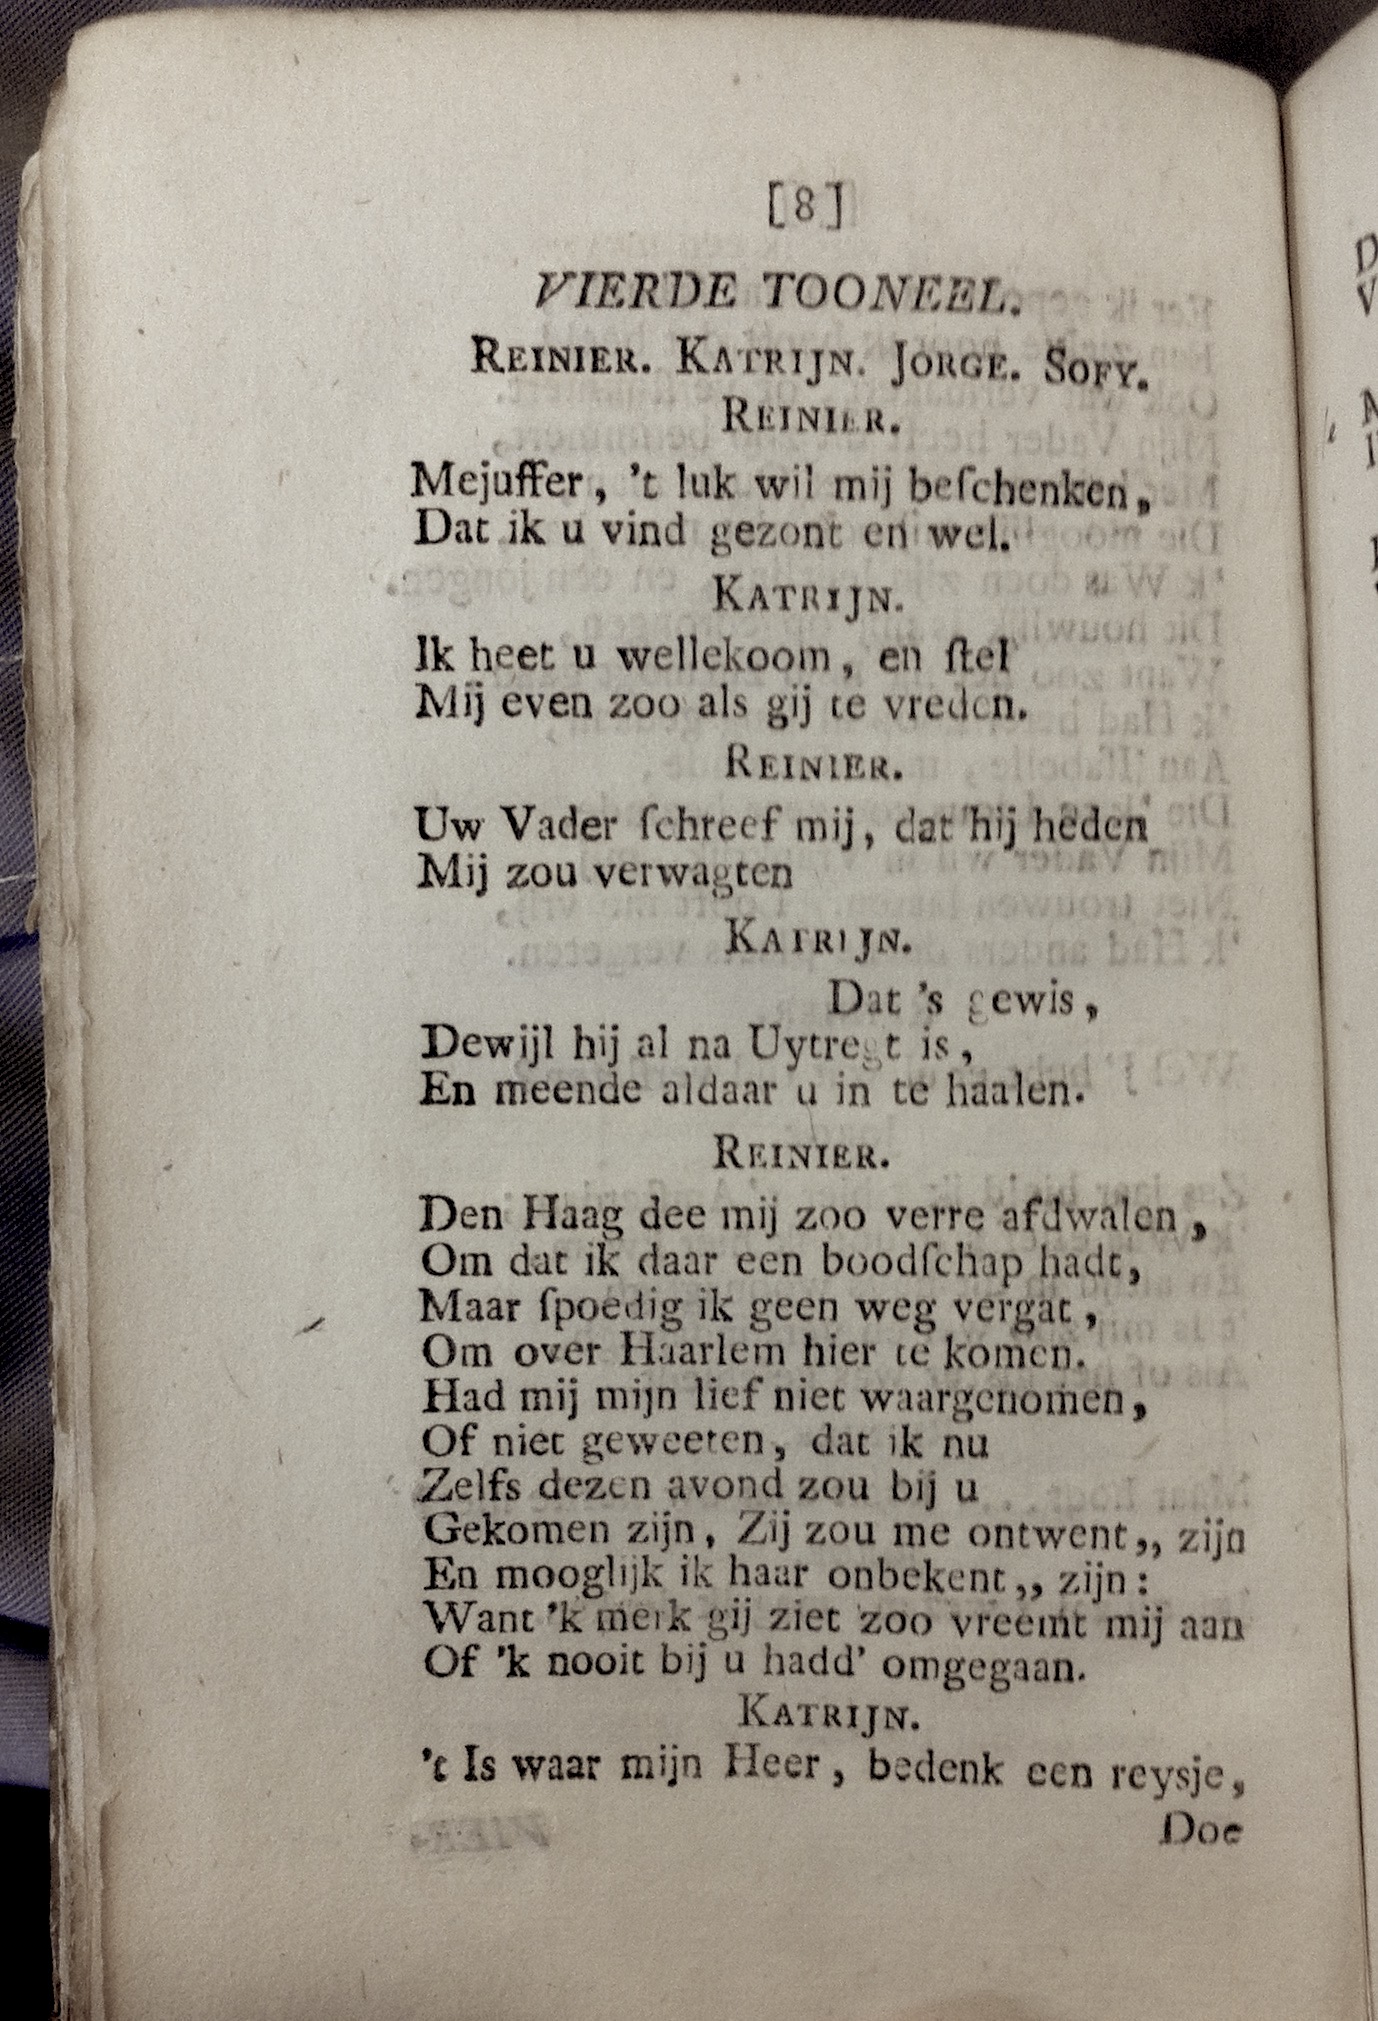 [8]
VIERDE TOONEEL.
REINIER. KATRIJN. JORGE. SOFY.
REINIER.
Mejuffer, 't luk wil mij beſchenken,
Dat ik u vind gezont en wel.
KATRIJN.
Ik heet u wellekoom, en ſtel
Mij even zoo als gij te vreden.
REINIER.
Uw Vader ſchreef mij, dat hij heden
Mij zou verwagten
KATRIJN.
Dat 's gewis,
Dewijl hij al na Uytregt is,
En meende aldaar u in te haalen.
REINIER.
Den Haag dee mij zoo verre afdwalen,
Om dat ik daar een boodſchap hadt,
Maar ſpoedig ik geen weg vergat,
Om over Haarlem hier te komen.
Had mij mijn lief niet waargenomen,
Of niet geweeten, dat ik nu
Zelfs dezen avond zou bij u
Gekomen zijn, Zij zou me ontwent,, zijn
En mooglijk ik haar onbekent,, zijn:
Want 'k merk gij ziet zoo vreemt mij aan
Of 'k nooit bij u hadd' omgegaan.
KATRIJN.
't Is waar mijn Heer, bedenk een reysje,
Doe